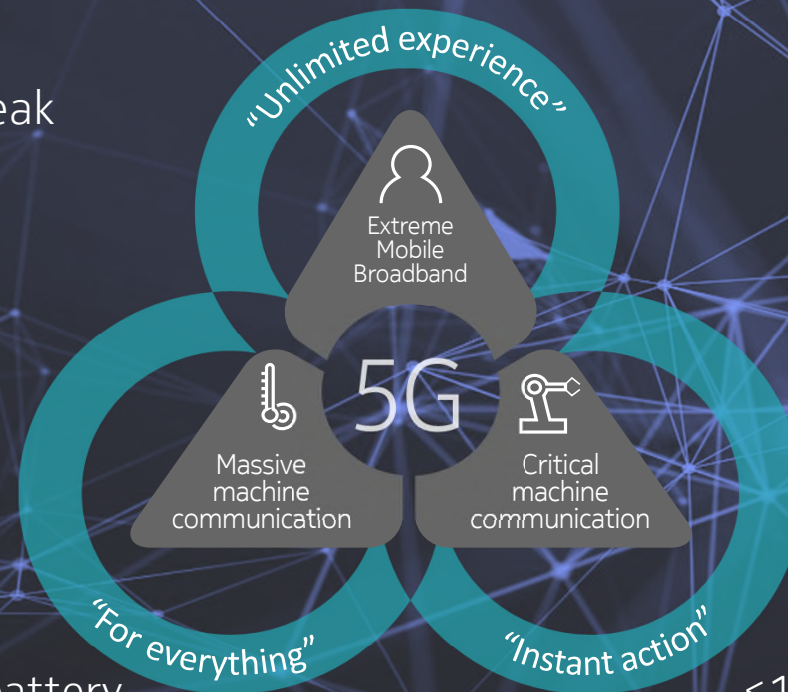 “Unlimited experience”
Extreme
Mobile
Broadband
5G
Massive
machine
communication
Critical
machine
communication
“For everything”
“Instant action”